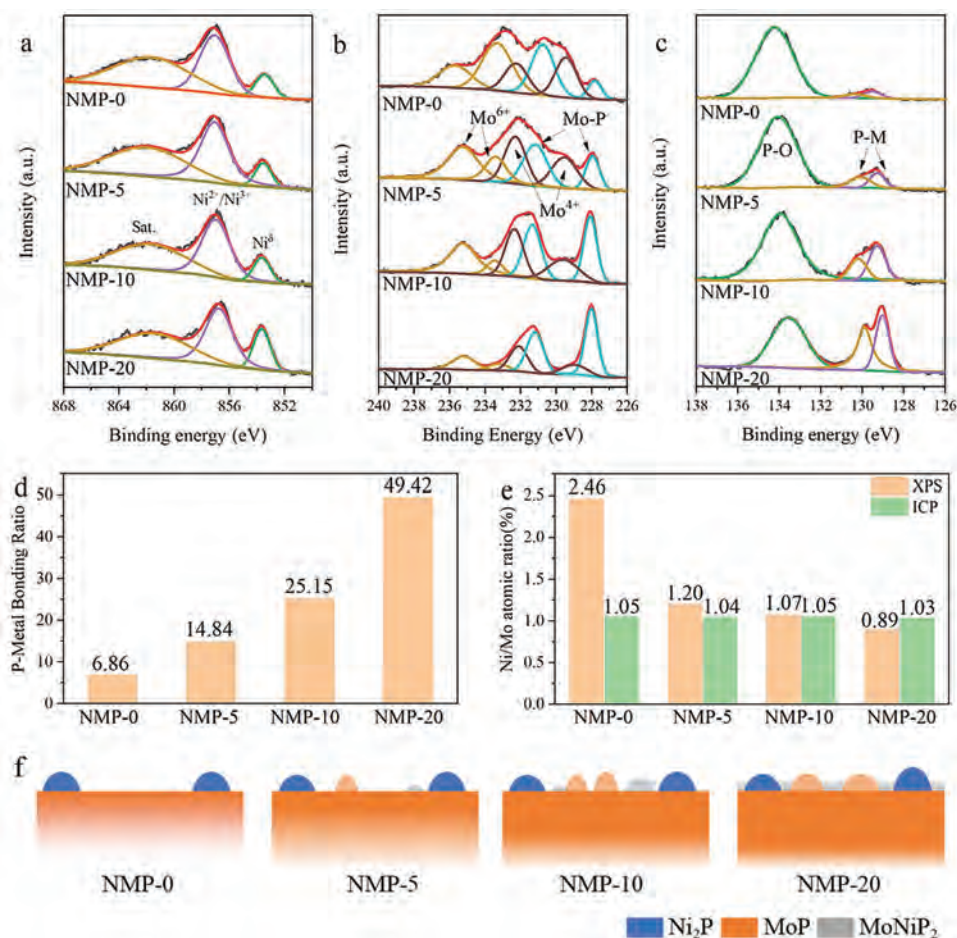 a
Intensity (a.u.)
NMP-0
NMP-5
Ni²⁺/Ni³⁺
Sat.
Niᵟ
NMP-10
NMP-20
868 864 860 856 852
Binding energy (eV)
b
Intensity (a.u.)
NMP-0
Mo⁶⁺
Mo-P
NMP-5
Mo⁴⁺
NMP-10
NMP-20
240 238 236 234 232 230 228 226
Binding Energy (eV)
c
Intensity (a.u.)
NMP-0
P-O
P-M
NMP-5
NMP-10
NMP-20
138 136 134 132 130 128 126
Binding energy (eV)
d
P-Metal Bonding Ratio
50
40
30
20
10
0
6.86
14.84
25.15
49.42
NMP-0 NMP-5 NMP-10 NMP-20
e
Ni/Mo atomic ratio(%)
2.5
2.0
1.5
1.0
0.5
0.0
XPS
ICP
2.46
1.05
1.20
1.04
1.07
1.05
0.89
1.03
NMP-0 NMP-5 NMP-10 NMP-20
f
NMP-0 NMP-5 NMP-10 NMP-20
Ni₂P MoP MoNiP₂